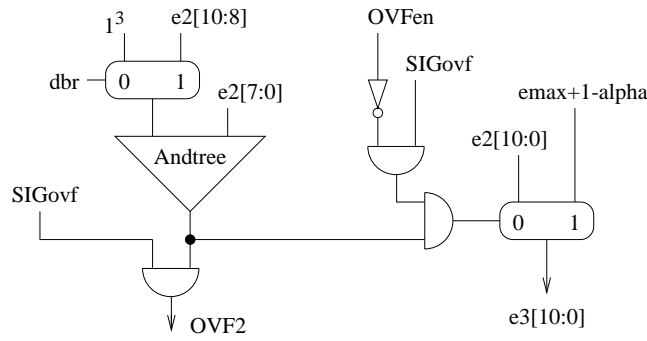 1^3 e2[10:8] OVFen
SIGovf
dbr 0 1
e2[7:0] emax+1-alpha
Andtree e2[10:0]
SIGovf
0 1
OVF2 e3[10:0]